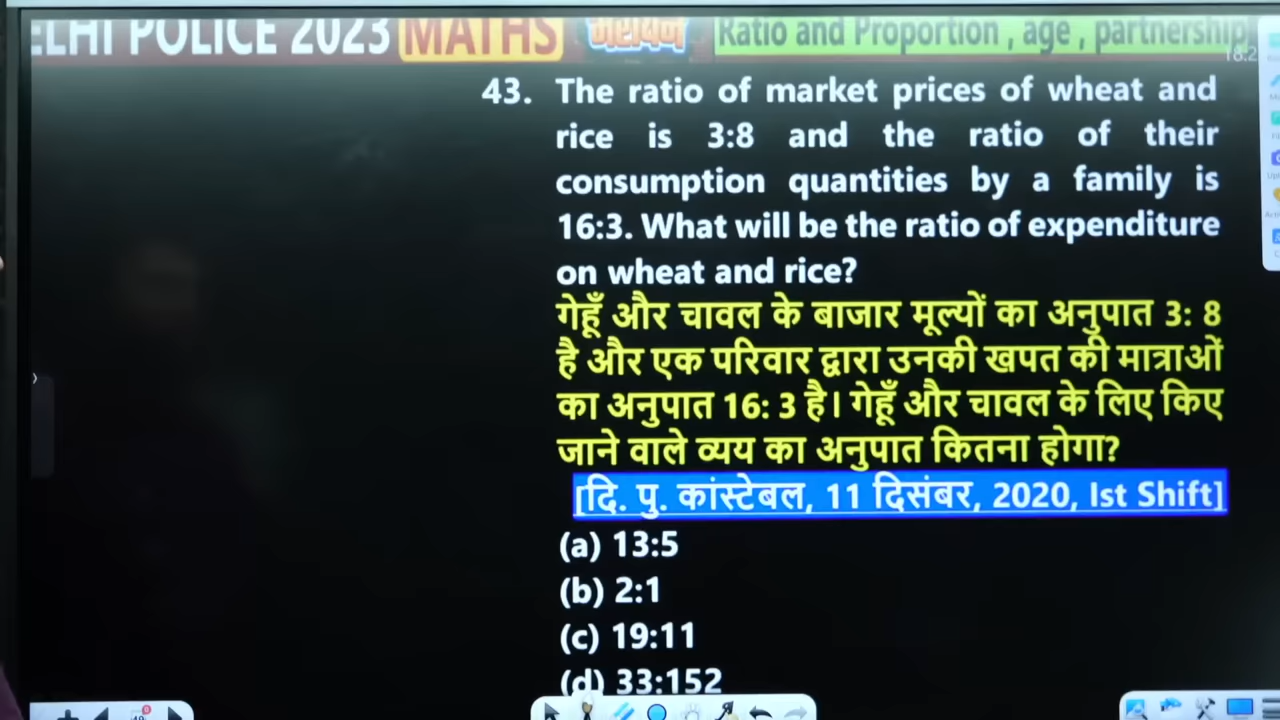 ELHI POLICE 2023 MATHS मैराथन Ratio and Proportion , age , partnership
18.2
43. The ratio of market prices of wheat and
rice is 3:8 and the ratio of their
consumption quantities by a family is
16:3. What will be the ratio of expenditure
on wheat and rice?
गेहूँ और चावल के बाजार मूल्यों का अनुपात 3: 8
है और एक परिवार द्वारा उनकी खपत की मात्राओं
का अनुपात 16: 3 है। गेहूँ और चावल के लिए किए
जाने वाले व्यय का अनुपात कितना होगा?
[दि. पु. कांस्टेबल, 11 दिसंबर, 2020, Ist Shift]
(a) 13:5
(b) 2:1
(c) 19:11
(d) 33:152